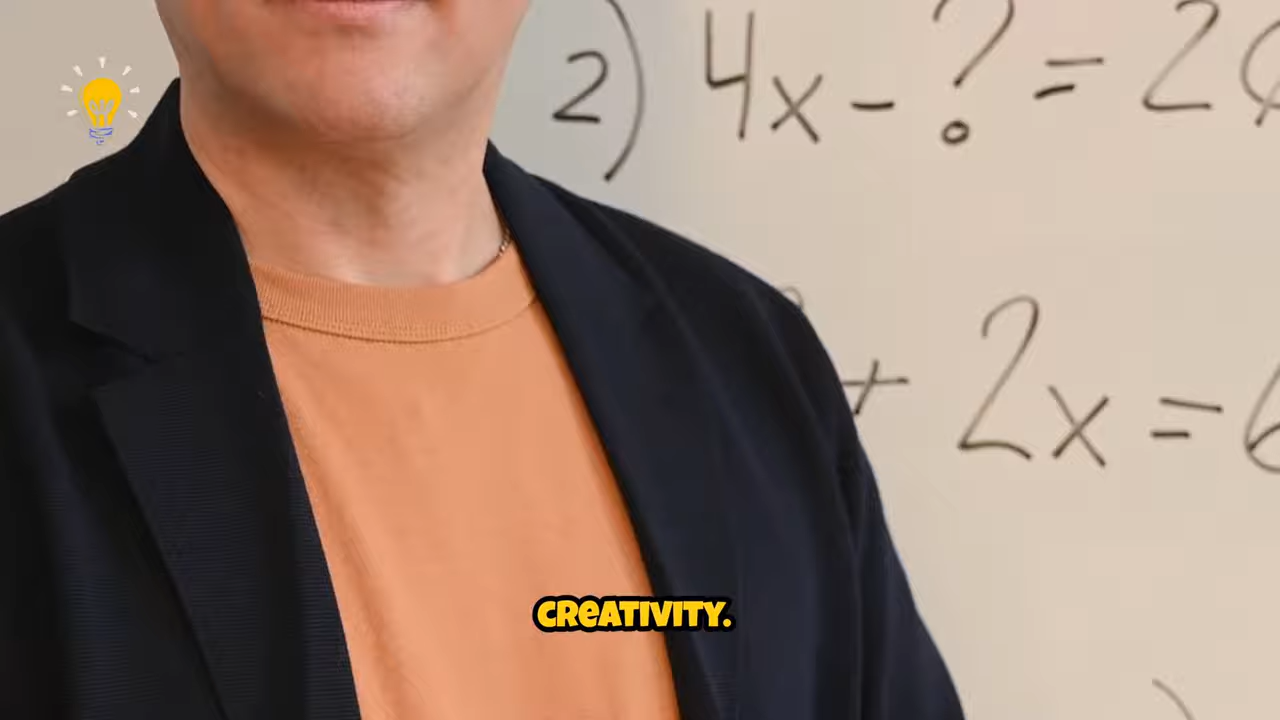 2) 4x - ? = 2
+ 2x = 6
CREATIVITY.